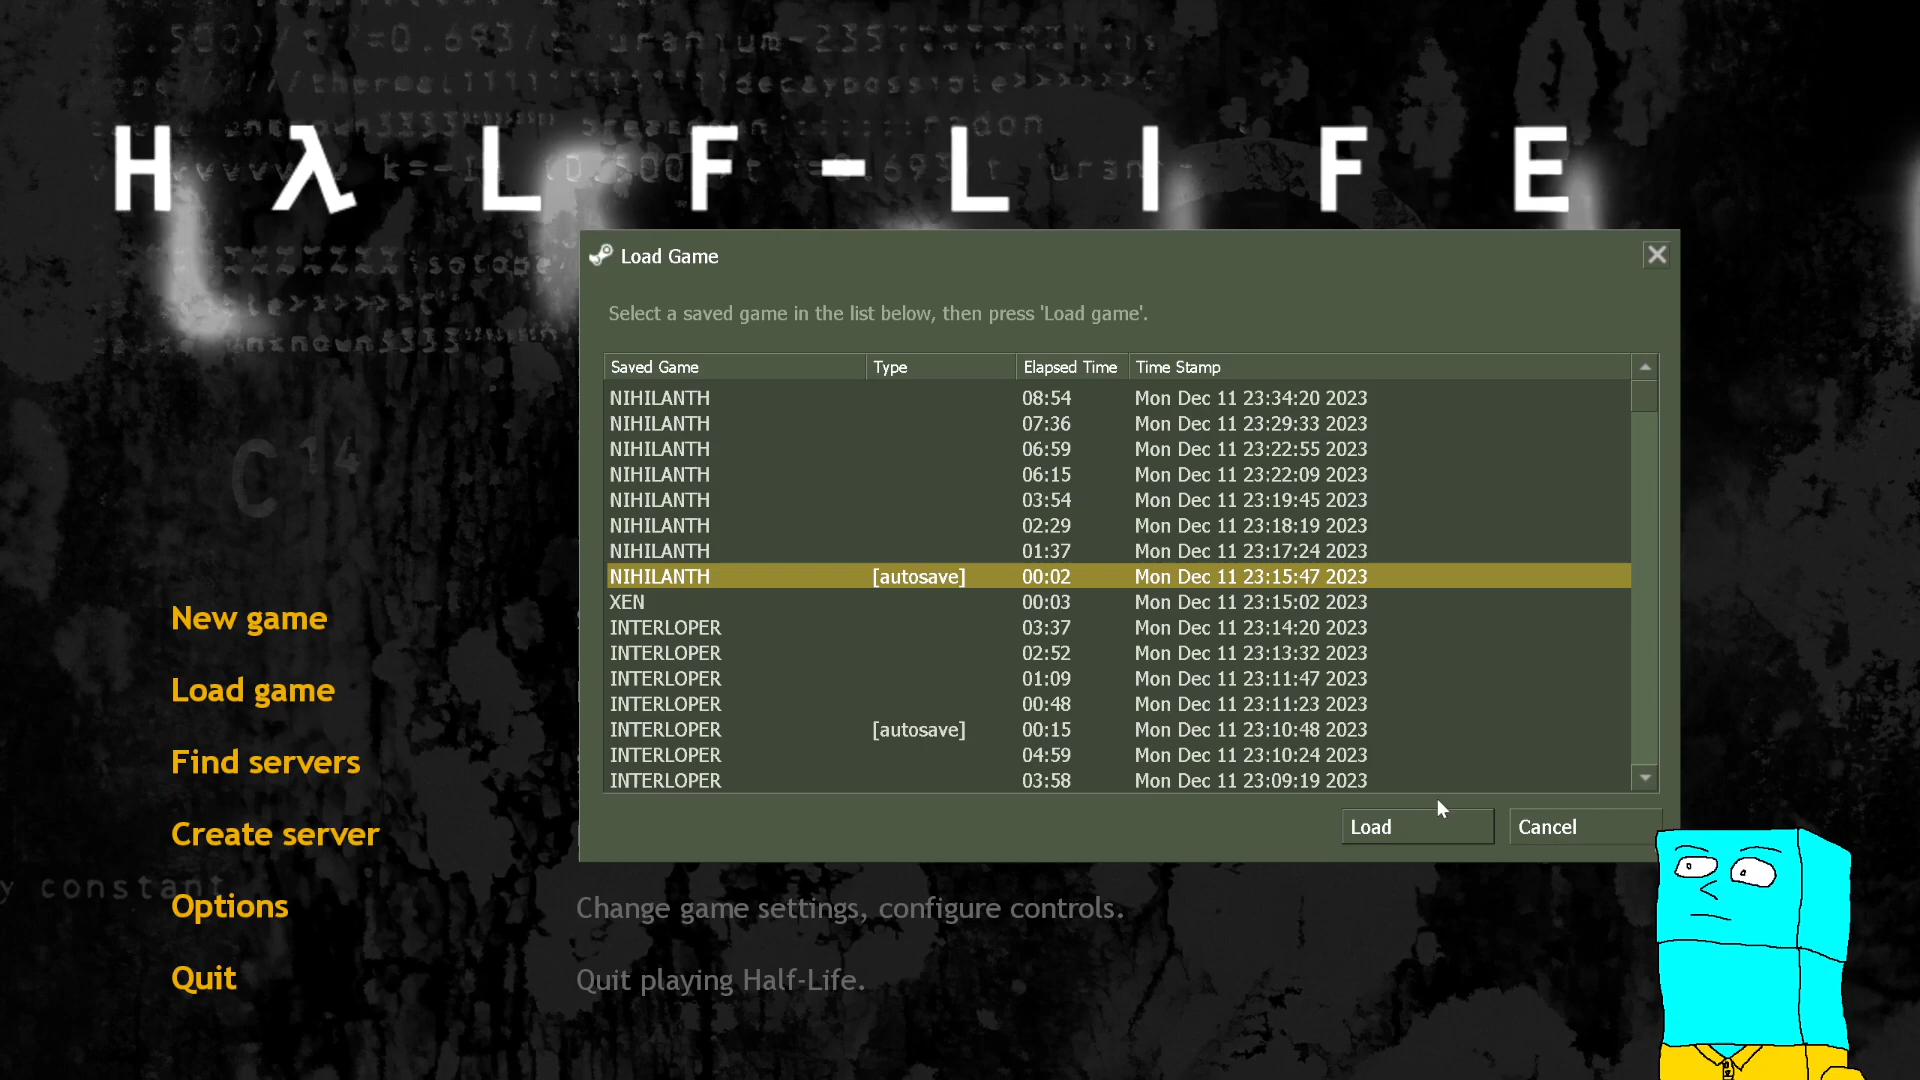 HλLF-LIFE
Load Game
Select a saved game in the list below, then press 'Load game'.
Saved Game Type Elapsed Time Time Stamp
NIHILANTH 08:54 Mon Dec 11 23:34:20 2023
NIHILANTH 07:36 Mon Dec 11 23:29:33 2023
NIHILANTH 06:59 Mon Dec 11 23:22:55 2023
NIHILANTH 06:15 Mon Dec 11 23:22:09 2023
NIHILANTH 03:54 Mon Dec 11 23:19:45 2023
NIHILANTH 02:29 Mon Dec 11 23:18:19 2023
NIHILANTH 01:37 Mon Dec 11 23:17:24 2023
NIHILANTH [autosave] 00:02 Mon Dec 11 23:15:47 2023
XEN 00:03 Mon Dec 11 23:15:02 2023
INTERLOPER 03:37 Mon Dec 11 23:14:20 2023
INTERLOPER 02:52 Mon Dec 11 23:13:32 2023
INTERLOPER 01:09 Mon Dec 11 23:11:47 2023
INTERLOPER 00:48 Mon Dec 11 23:11:23 2023
INTERLOPER [autosave] 00:15 Mon Dec 11 23:10:48 2023
INTERLOPER 04:59 Mon Dec 11 23:10:24 2023
INTERLOPER 03:58 Mon Dec 11 23:09:19 2023
Load Cancel
New game
Load game
Find servers
Create server
Options Change game settings, configure controls.
Quit Quit playing Half-Life.
C14
y constant